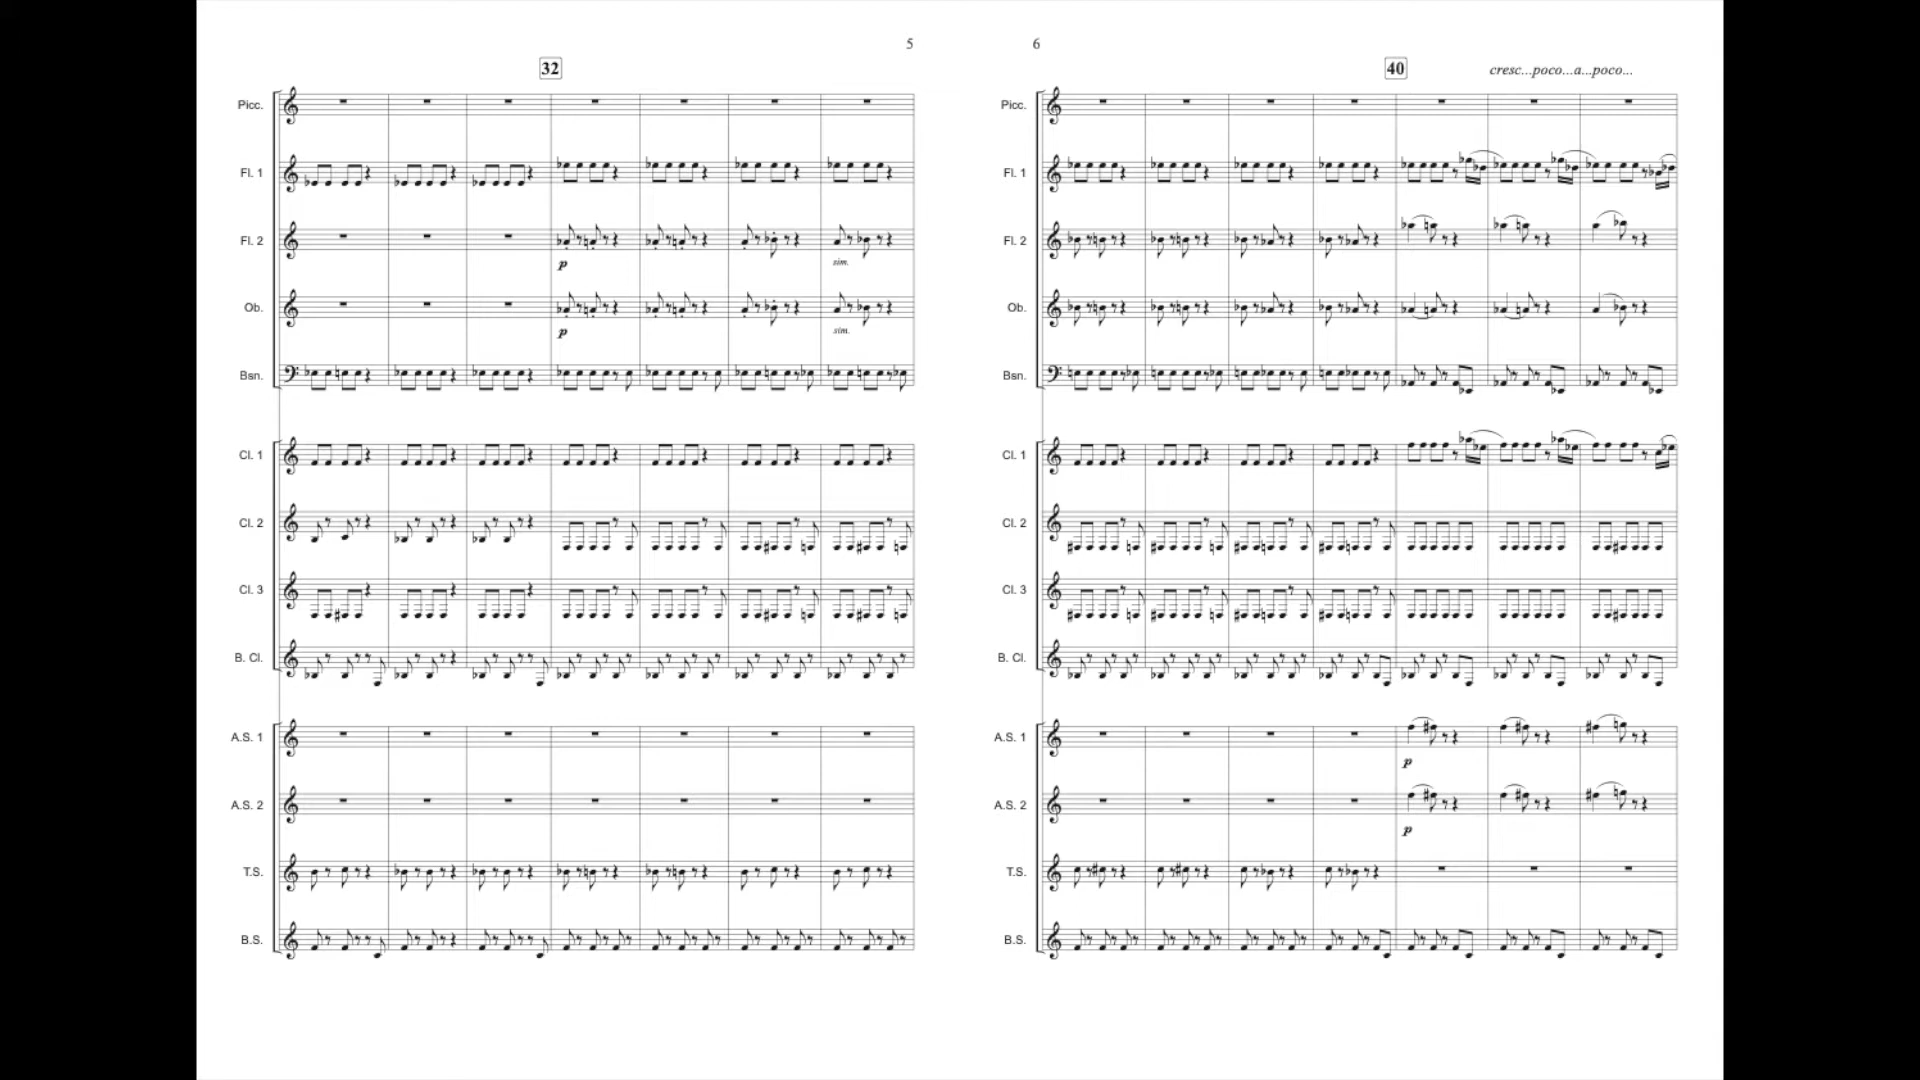 5
32
Picc.
Fl. 1
Fl. 2
p
sim.
Ob.
p
sim.
Bsn.
Cl. 1
Cl. 2
Cl. 3
B. Cl.
A.S. 1
A.S. 2
T.S.
B.S.
6
40 cresc...poco...a...poco...
Picc.
Fl. 1
Fl. 2
Ob.
Bsn.
Cl. 1
Cl. 2
Cl. 3
B. Cl.
A.S. 1
p
A.S. 2
p
T.S.
B.S.